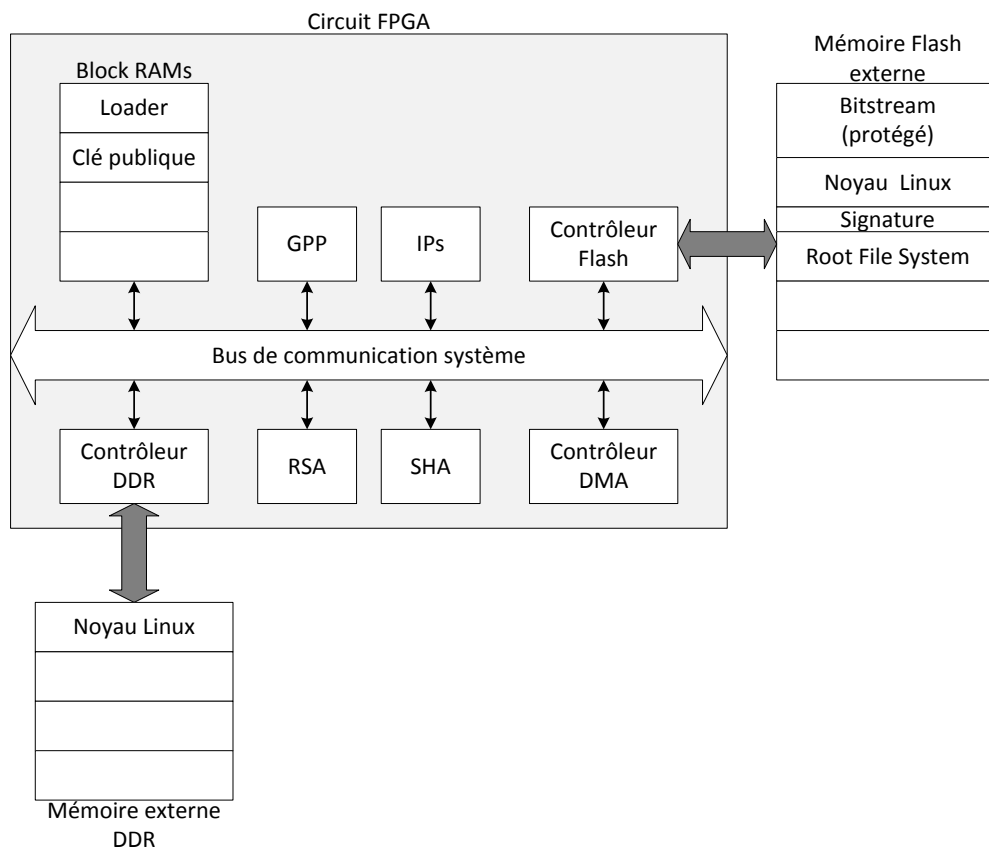 Circuit FPGA
Block RAMs
Loader
Clé publique
GPP
IPs
Contrôleur
Flash
Mémoire Flash
externe
Bitstream
(protégé)
Noyau Linux
Signature
Root File System
Bus de communication système
Contrôleur
DDR
RSA
SHA
Contrôleur
DMA
Noyau Linux
Mémoire externe
DDR